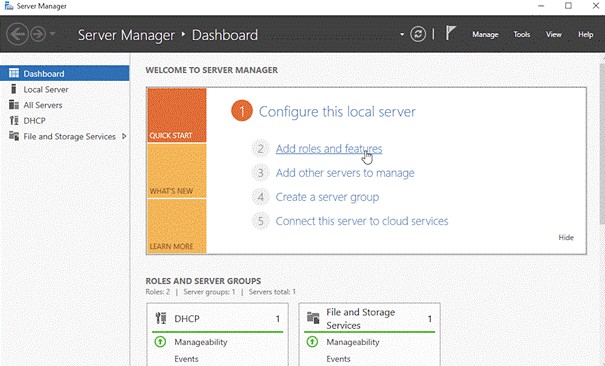 Server Manager
Server Manager • Dashboard
Manage Tools View Help
Dashboard
Local Server
All Servers
DHCP
File and Storage Services
WELCOME TO SERVER MANAGER
QUICK START
WHAT'S NEW
LEARN MORE
1 Configure this local server
2 Add roles and features
3 Add other servers to manage
4 Create a server group
5 Connect this server to cloud services
Hide
ROLES AND SERVER GROUPS
Roles: 2 | Server groups: 1 | Servers total: 1
DHCP 1
Manageability
Events
File and Storage
Services 1
Manageability
Events